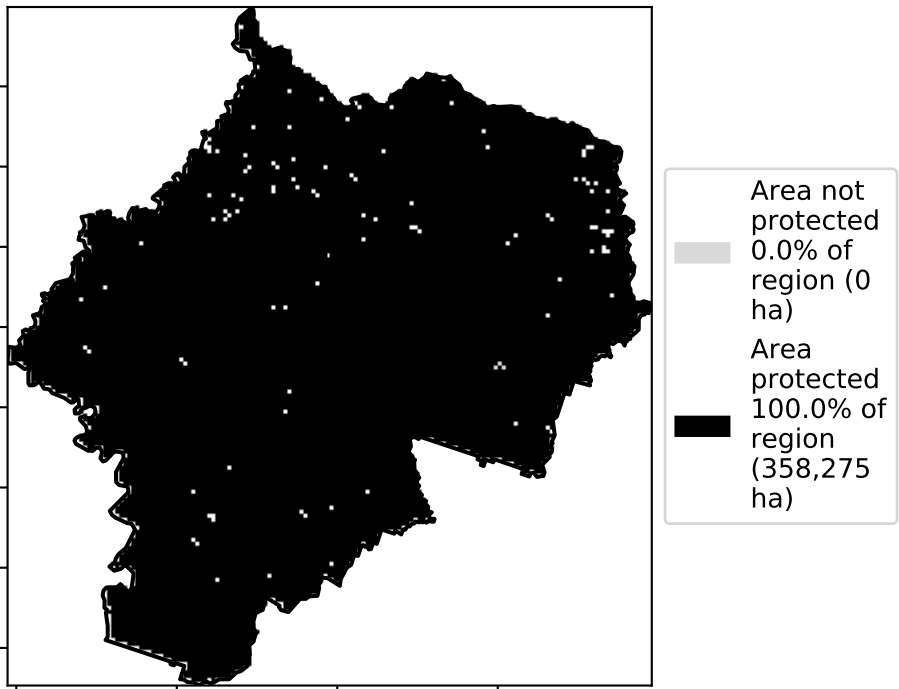 Area not
protected
0.0% of
region (0
ha)
Area
protected
100.0% of
region
(358,275
ha)